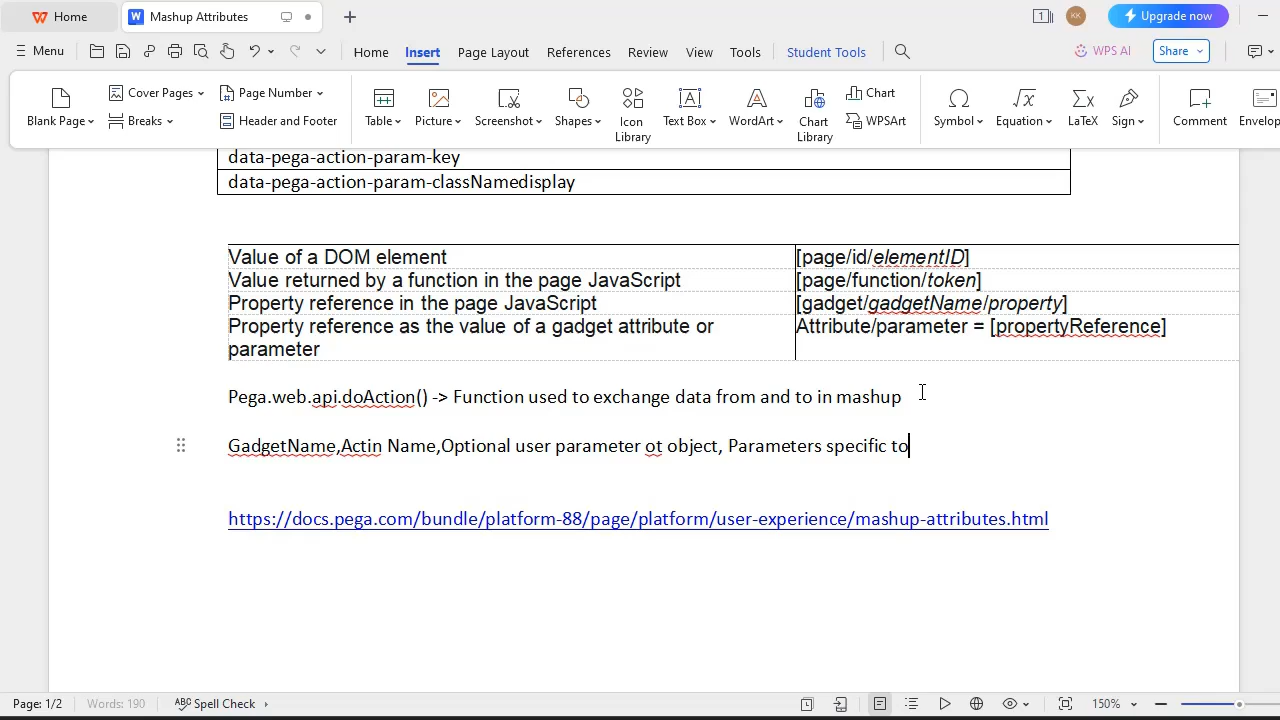 Home
Mashup Attributes
1
KK
Upgrade now
Menu
Home
Insert
Page Layout
References
Review
View
Tools
Student Tools
WPS AI
Share
Blank Page
Cover Pages
Breaks
Page Number
Header and Footer
Table
Picture
Screenshot
Shapes
Icon
Library
Text Box
WordArt
Chart
Library
Chart
WPSArt
Symbol
Equation
LaTeX
Sign
Comment
Envelop
data-pega-action-param-key
data-pega-action-param-classNamedisplay
Value of a DOM element [page/id/elementID]
Value returned by a function in the page JavaScript [page/function/token]
Property reference in the page JavaScript [gadget/gadgetName/property]
Property reference as the value of a gadget attribute or Attribute/parameter = [propertyReference]
parameter
Pega.web.api.doAction() -> Function used to exchange data from and to in mashup
GadgetName,Actin Name,Optional user parameter ot object, Parameters specific to
https://docs.pega.com/bundle/platform-88/page/platform/user-experience/mashup-attributes.html
Page: 1/2
Words: 190
ABC Spell Check
150%